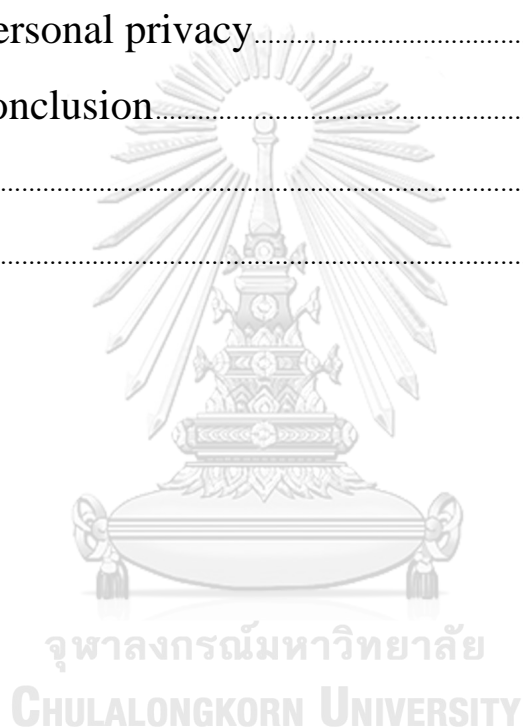 ersonal privacy................................................
onclusion................................................
................................................
................................................
จุฬาลงกรณ์มหาวิทยาลัย
CHULALONGKORN UNIVERSITY